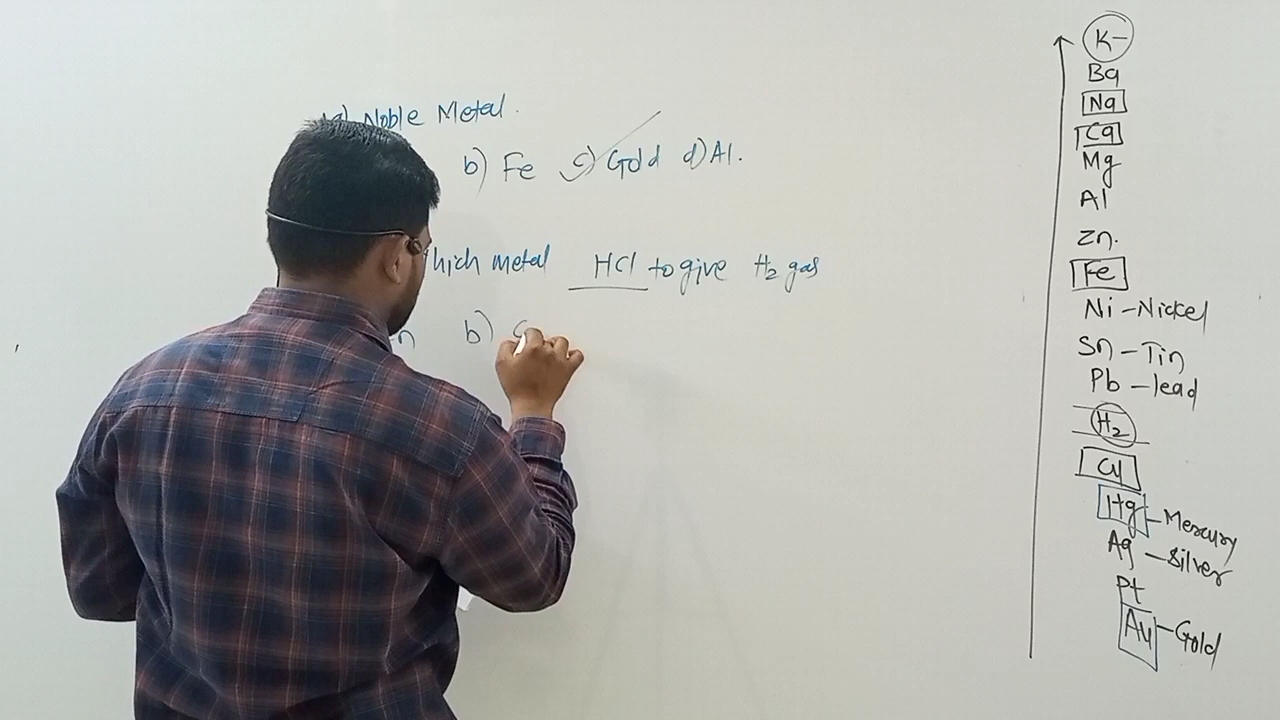 Noble Metal.
b) Fe c) Gold d) Al.
hich metal HCl to give H2 gas
n b)
K
Ba
Na
Ca
Mg
Al
Zn.
Fe
Ni - Nickel
Sn - Tin
Pb - lead
H2
Cu
Hg - Mercury
Ag - Silver
Pt
Au - Gold